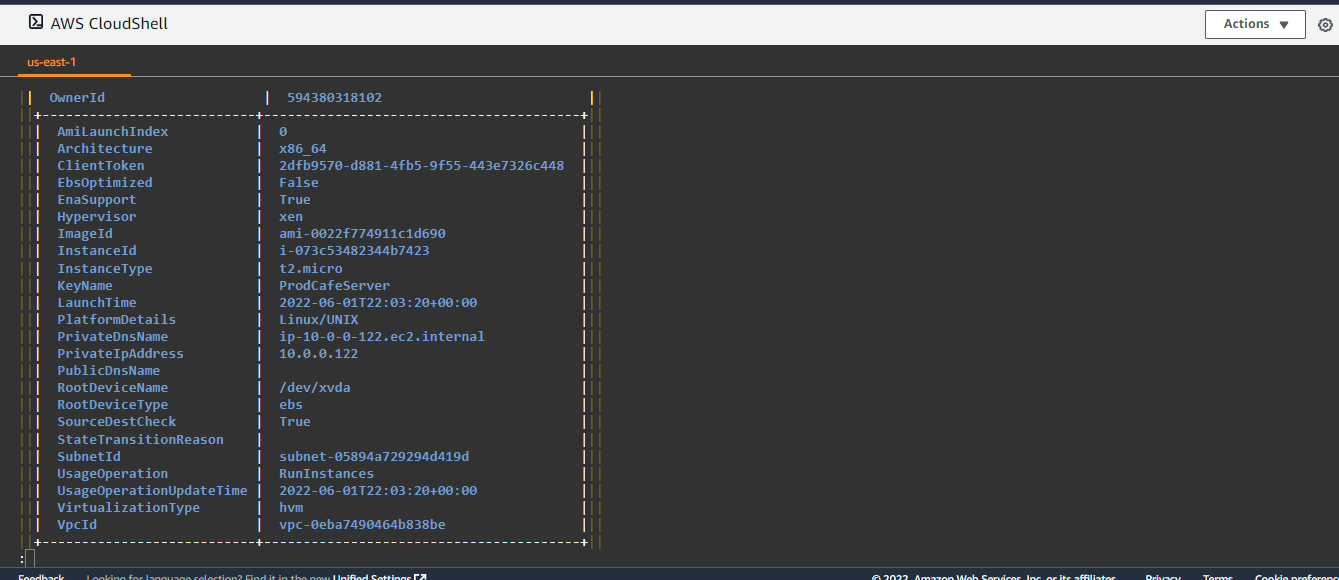 AWS CloudShell
Actions ▼
us-east-1
|| OwnerId | 594380318102 ||
||+---------------------------+----------------------------------------+||
||| AmiLaunchIndex | 0 |||
||| Architecture | x86_64 |||
||| ClientToken | 2dfb9570-d881-4fb5-9f55-443e7326c448 |||
||| EbsOptimized | False |||
||| EnaSupport | True |||
||| Hypervisor | xen |||
||| ImageId | ami-0022f774911c1d690 |||
||| InstanceId | i-073c53482344b7423 |||
||| InstanceType | t2.micro |||
||| KeyName | ProdCafeServer |||
||| LaunchTime | 2022-06-01T22:03:20+00:00 |||
||| PlatformDetails | Linux/UNIX |||
||| PrivateDnsName | ip-10-0-0-122.ec2.internal |||
||| PrivateIpAddress | 10.0.0.122 |||
||| PublicDnsName | |||
||| RootDeviceName | /dev/xvda |||
||| RootDeviceType | ebs |||
||| SourceDestCheck | True |||
||| StateTransitionReason | |||
||| SubnetId | subnet-05894a729294d419d |||
||| UsageOperation | RunInstances |||
||| UsageOperationUpdateTime | 2022-06-01T22:03:20+00:00 |||
||| VirtualizationType | hvm |||
||| VpcId | vpc-0eba7490464b838be |||
||+---------------------------+----------------------------------------+||
:
Feedback Looking for language selection? Find it in the new Unified Settings © 2022, Amazon Web Services, Inc. or its affiliates. Privacy Terms Cookie preferenc